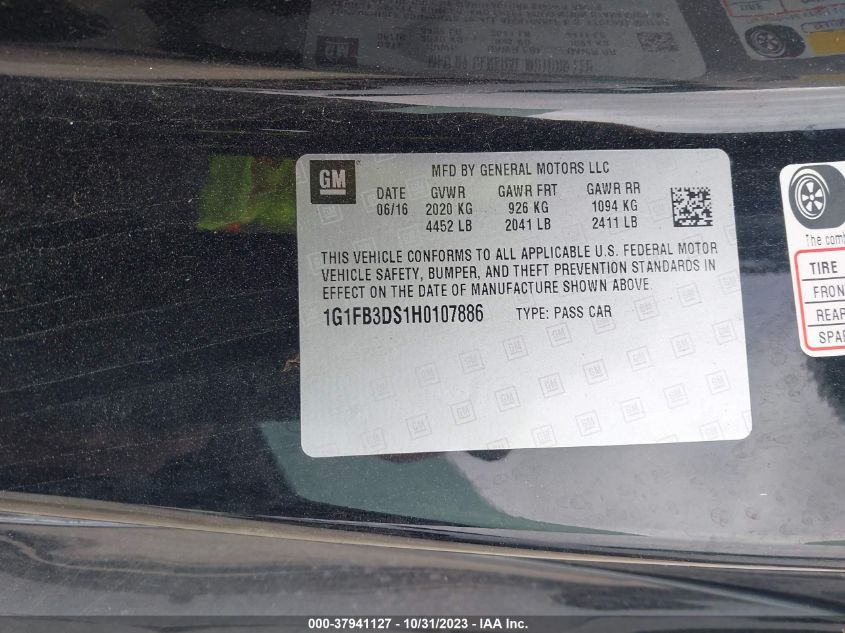 GM
MFD BY GENERAL MOTORS LLC
DATE GVWR GAWR FRT GAWR RR
06/16 2020 KG 926 KG 1094 KG
4452 LB 2041 LB 2411 LB
THIS VEHICLE CONFORMS TO ALL APPLICABLE U.S. FEDERAL MOTOR
VEHICLE SAFETY, BUMPER, AND THEFT PREVENTION STANDARDS IN
EFFECT ON THE DATE OF MANUFACTURE SHOWN ABOVE.
1G1FB3DS1H0107886 TYPE: PASS CAR
The comb
TIRE
FRON
REAR
SPAR
000-37941127 - 10/31/2023 - IAA Inc.